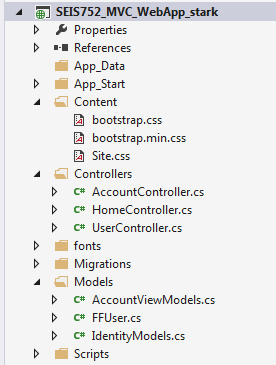 SEIS752_MVC_WebApp_stark
Properties
References
App_Data
App_Start
Content
bootstrap.css
bootstrap.min.css
Site.css
Controllers
C# AccountController.cs
C# HomeController.cs
C# UserController.cs
fonts
Migrations
Models
C# AccountViewModels.cs
C# FFUser.cs
C# IdentityModels.cs
Scripts